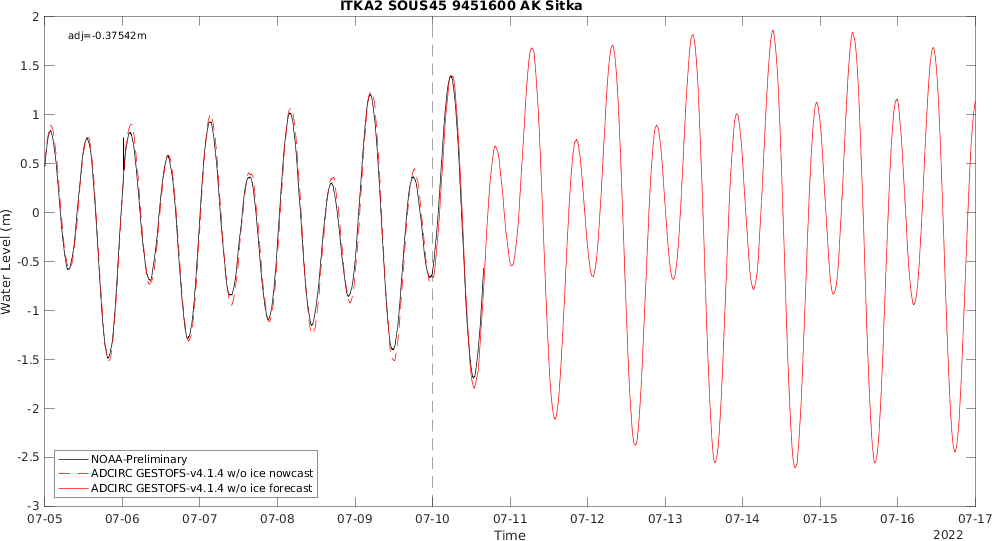 ITKA2 SOUS45 9451600 AK Sitka
adj=-0.37542m
2
1.5
1
0.5
0
-0.5
-1
-1.5
-2
-2.5
-3
Water Level (m)
NOAA-Preliminary
ADCIRC GESTOFS-v4.1.4 w/o ice nowcast
ADCIRC GESTOFS-v4.1.4 w/o ice forecast
07-05 07-06 07-07 07-08 07-09 07-10 07-11 07-12 07-13 07-14 07-15 07-16 07-17
Time
2022